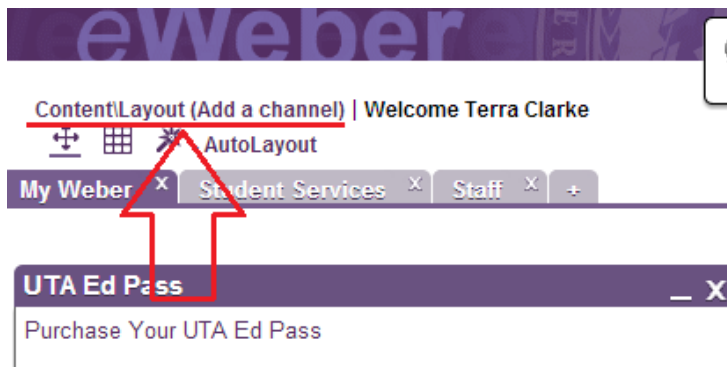 eWeber
Content\Layout (Add a channel) | Welcome Terra Clarke
AutoLayout
My Weber x Student Services x Staff x +
UTA Ed Pass _ X
Purchase Your UTA Ed Pass